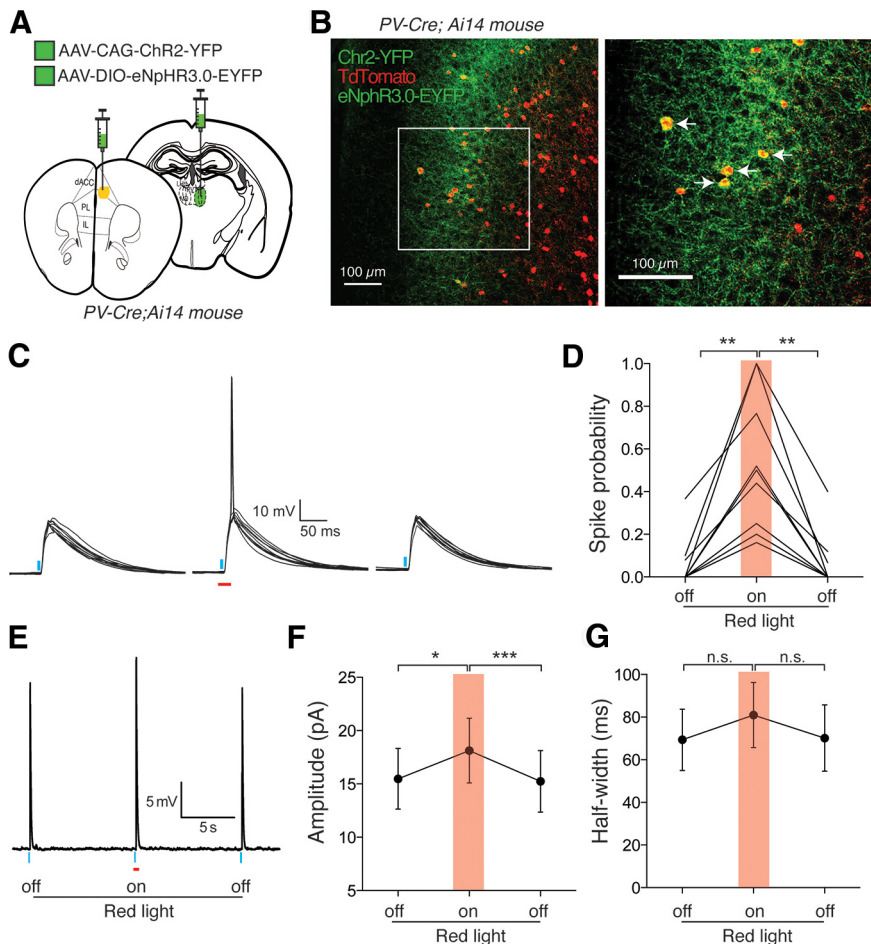 A
AAV-CAG-ChR2-YFP
AAV-DIO-eNpHR3.0-EYFP
dACC
PL
IL
PV-Cre;Ai14 mouse
B
PV-Cre; Ai14 mouse
Chr2-YFP
TdTomato
eNphR3.0-EYFP
100 µm
100 µm
C
10 mV
50 ms
D
** **
Spike probability
1.0
0.8
0.6
0.4
0.2
0.0
off on off
Red light
E
5 mV
5 s
off on off
Red light
F
* ***
Amplitude (pA)
25
20
15
10
5
off on off
Red light
G
n.s. n.s.
Half-width (ms)
100
80
60
40
20
0
off on off
Red light